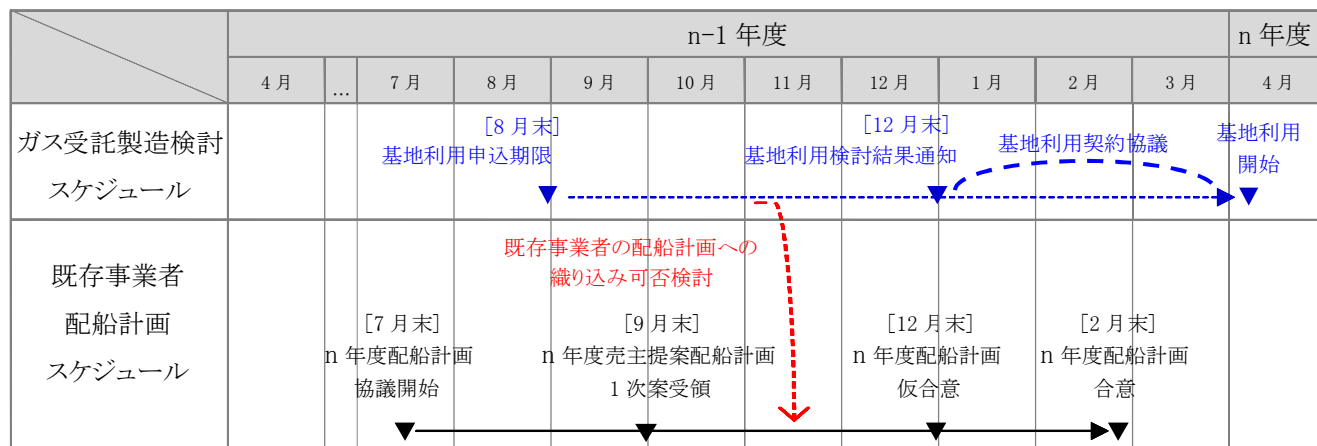 n-1 年度
n 年度
4 月
…
7 月
8 月
9 月
10 月
11 月
12 月
1 月
2 月
3 月
4 月
ガス受託製造検討
スケジュール
[8 月末]
基地利用申込期限
[12 月末]
基地利用検討結果通知
基地利用契約協議
基地利用
開始
既存事業者の配船計画への
織り込み可否検討
既存事業者
配船計画
スケジュール
[7 月末]
n 年度配船計画
協議開始
[9 月末]
n 年度売主提案配船計画
1 次案受領
[12 月末]
n 年度配船計画
仮合意
[2 月末]
n 年度配船計画
合意